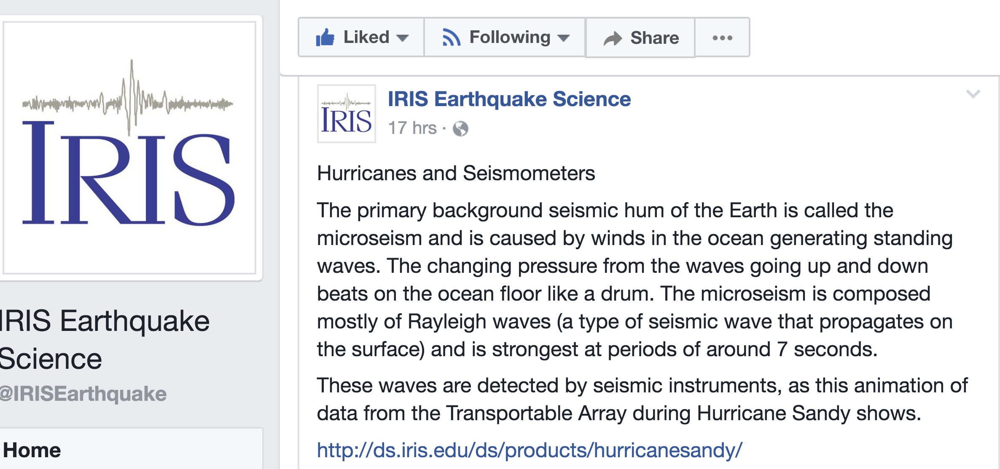 IRIS
IRIS Earthquake
Science
@IRISEarthquake
Home
Liked
Following
Share
IRIS
IRIS Earthquake Science
17 hrs ·
Hurricanes and Seismometers
The primary background seismic hum of the Earth is called the
microseism and is caused by winds in the ocean generating standing
waves. The changing pressure from the waves going up and down
beats on the ocean floor like a drum. The microseism is composed
mostly of Rayleigh waves (a type of seismic wave that propagates on
the surface) and is strongest at periods of around 7 seconds.
These waves are detected by seismic instruments, as this animation of
data from the Transportable Array during Hurricane Sandy shows.
http://ds.iris.edu/ds/products/hurricanesandy/